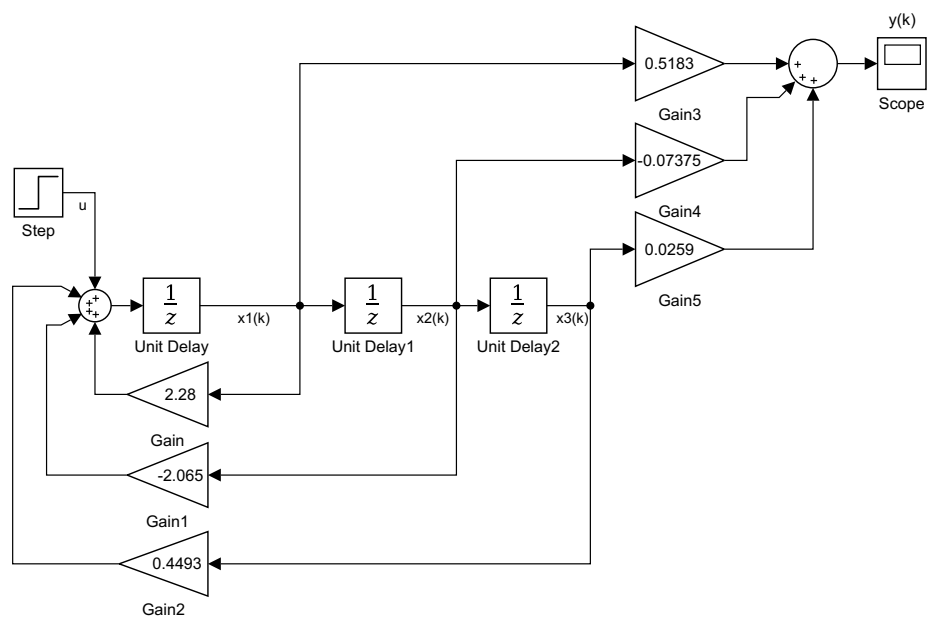 y(k)
0.5183
+
+
+
Scope
Gain3
-0.07375
Gain4
u
Step
0.0259
Gain5
+
+
+
+
1
z
x1(k)
Unit Delay
1
z
x2(k)
Unit Delay1
1
z
x3(k)
Unit Delay2
2.28
Gain
-2.065
Gain1
0.4493
Gain2